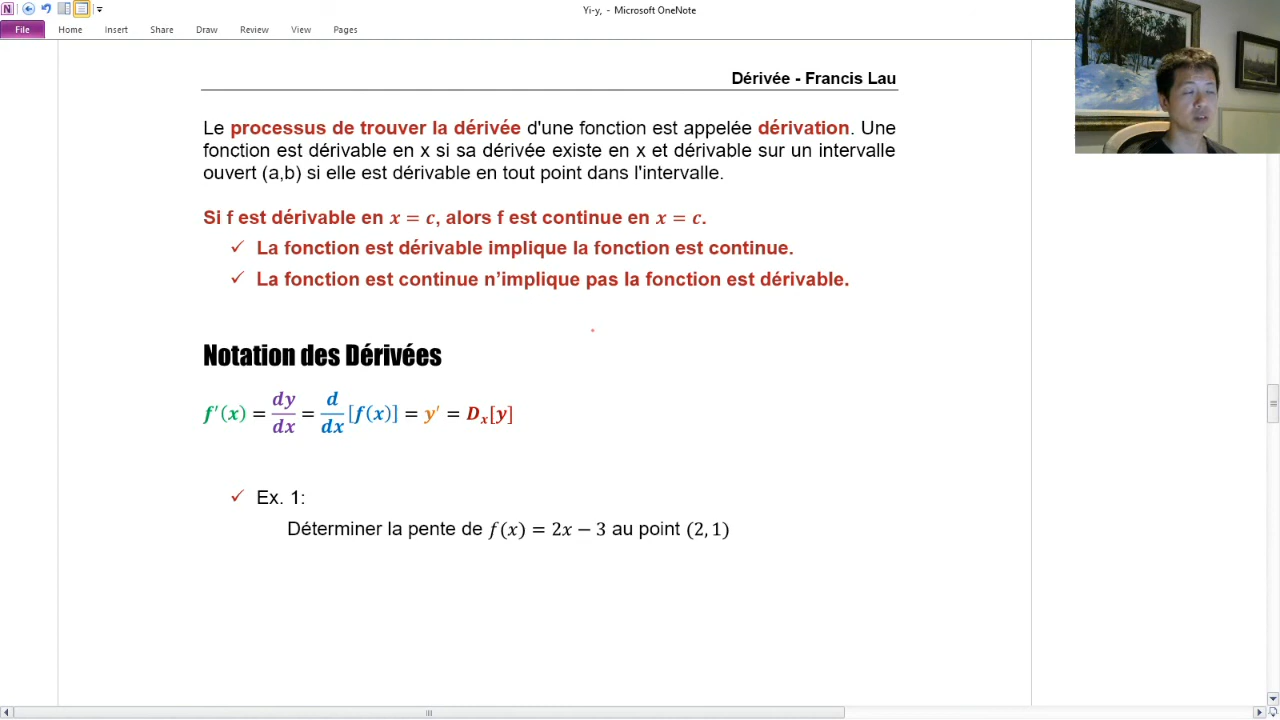 Yi-y, - Microsoft OneNote
File Home Insert Share Draw Review View Pages
Dérivée - Francis Lau
Le processus de trouver la dérivée d'une fonction est appelée dérivation. Une
fonction est dérivable en x si sa dérivée existe en x et dérivable sur un intervalle
ouvert (a,b) si elle est dérivable en tout point dans l'intervalle.
Si f est dérivable en x = c, alors f est continue en x = c.
✓ La fonction est dérivable implique la fonction est continue.
✓ La fonction est continue n’implique pas la fonction est dérivable.
Notation des Dérivées
f′(x) = dy/dx = d/dx [f(x)] = y′ = Dₓ[y]
✓ Ex. 1:
Déterminer la pente de f(x) = 2x − 3 au point (2, 1)